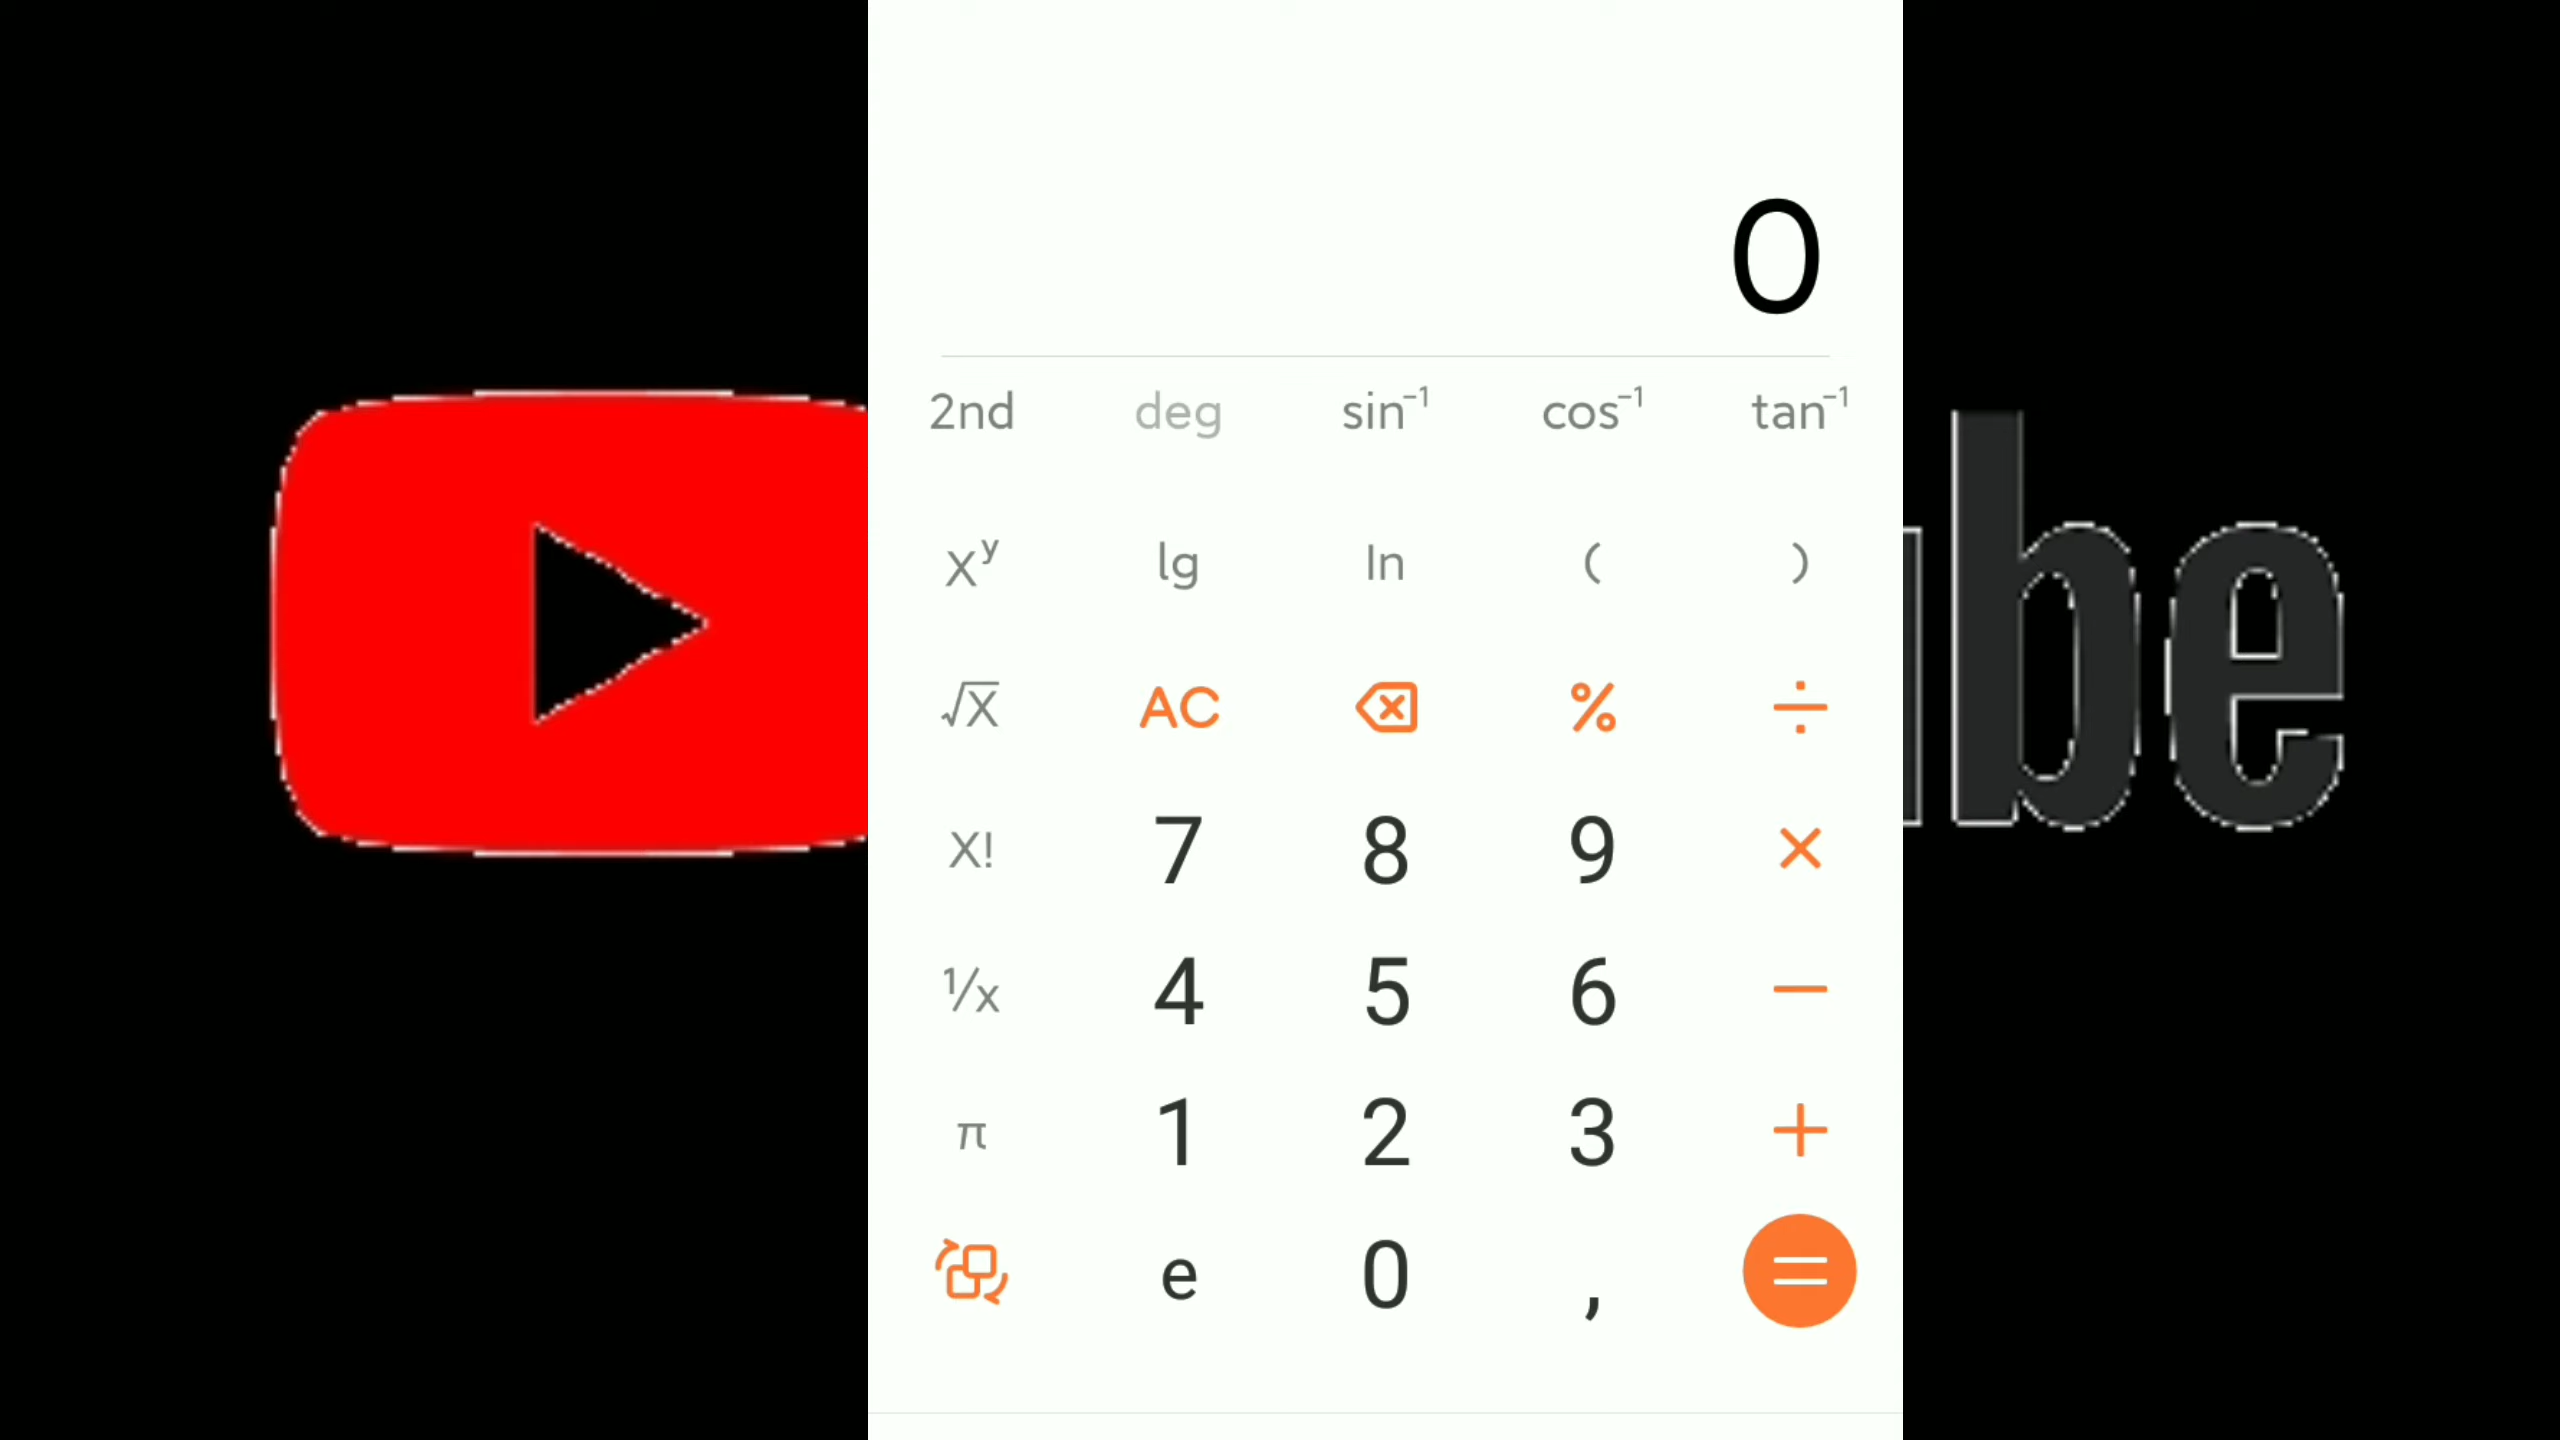 0
2nd deg sin⁻¹ cos⁻¹ tan⁻¹
xʸ lg ln ( )
√x AC % ÷
X! 7 8 9 ×
be
¹/x 4 5 6 −
π 1 2 3 +
e 0 , =